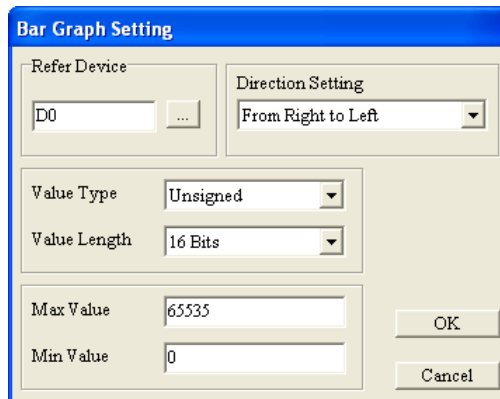 Bar Graph Setting
Refer Device
D0
...
Direction Setting
From Right to Left
Value Type
Unsigned
Value Length
16 Bits
Max Value
65535
Min Value
0
OK
Cancel